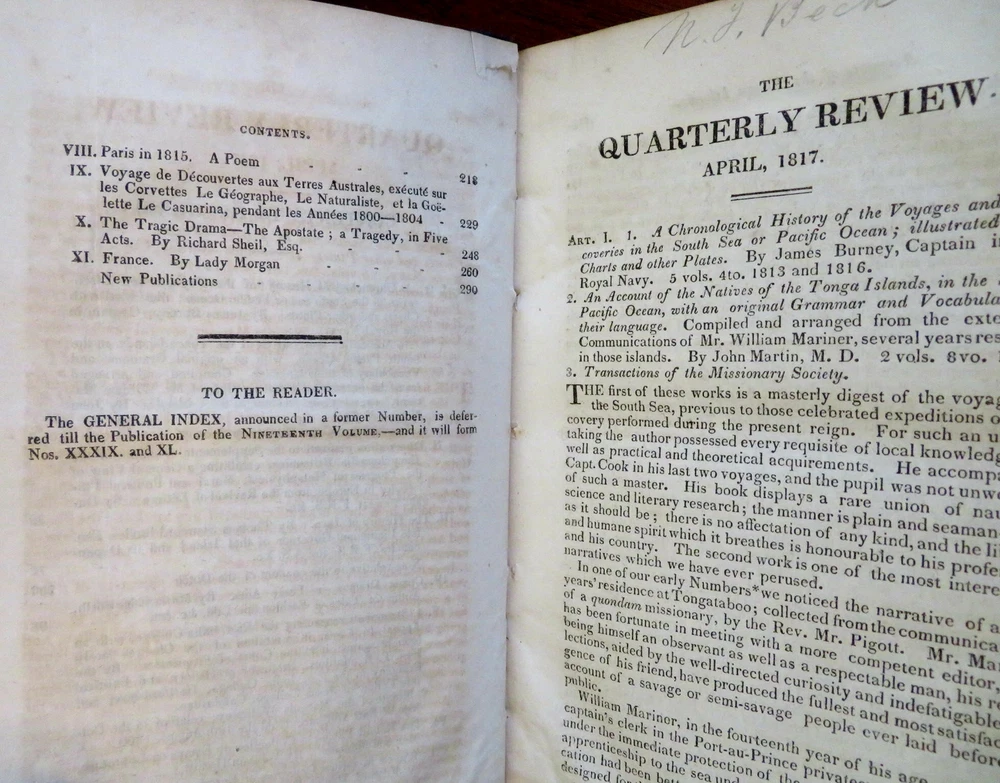 CONTENTS.
VIII. Paris in 1815. A Poem - - - 218
IX. Voyage de Découvertes aux Terres Australes, exécuté sur
les Corvettes Le Géographe, Le Naturaliste, et la Goë-
lette Le Casuarina, pendant les Années 1800—1804 - 229
X. The Tragic Drama—The Apostate; a Tragedy, in Five
Acts. By Richard Sheil, Esq. - - - 248
XI. France. By Lady Morgan - - - 260
New Publications - - - - 290
TO THE READER.
The GENERAL INDEX, announced in a former Number, is defer-
red till the Publication of the NINETEENTH VOLUME,—and it will form
Nos. XXXIX. and XL.
N. J. Beck
THE
QUARTERLY REVIEW.
APRIL, 1817.
ART. I. 1. A Chronological History of the Voyages and
coveries in the South Sea or Pacific Ocean; illustrated
Charts and other Plates. By James Burney, Captain in
Royal Navy. 5 vols. 4to. 1813 and 1816.
2. An Account of the Natives of the Tonga Islands, in the
Pacific Ocean, with an original Grammar and Vocabula
their language. Compiled and arranged from the exte
Communications of Mr. William Mariner, several years res
in those islands. By John Martin, M. D. 2 vols. 8vo.
3. Transactions of the Missionary Society.
THE first of these works is a masterly digest of the voyag
the South Sea, previous to those celebrated expeditions o
covery performed during the present reign. For such an u
taking the author possessed every requisite of local knowledg
well as practical and theoretical acquirements. He accompa
Capt. Cook in his last two voyages, and the pupil was not unwo
of such a master. His book displays a rare union of nau
science and literary research; the manner is plain and seaman
as it should be; there is no affectation of any kind, and the li
and humane spirit which it breathes is honourable to his profe
and his country. The second work is one of the most intere
narratives which we have ever perused.
In one of our early Numbers* we noticed the narrative of a
years' residence at Tongataboo; collected from the communica
of a quondam missionary, by the Rev. Mr. Pigott. Mr. Mar
has been fortunate in meeting with a more competent editor,
being himself an observant as well as a respectable man, his re
lections, aided by the well-directed curiosity and indefatigable
gence of his friend, have produced the fullest and most satisfac
account of a savage or semi-savage people ever laid before
public.
William Mariner, in the fourteenth year of his age
captain's clerk in the Port-au-Prince privatee
under the immediate protection of the
apprenticeship to the sea under
cation had been bett
designed for